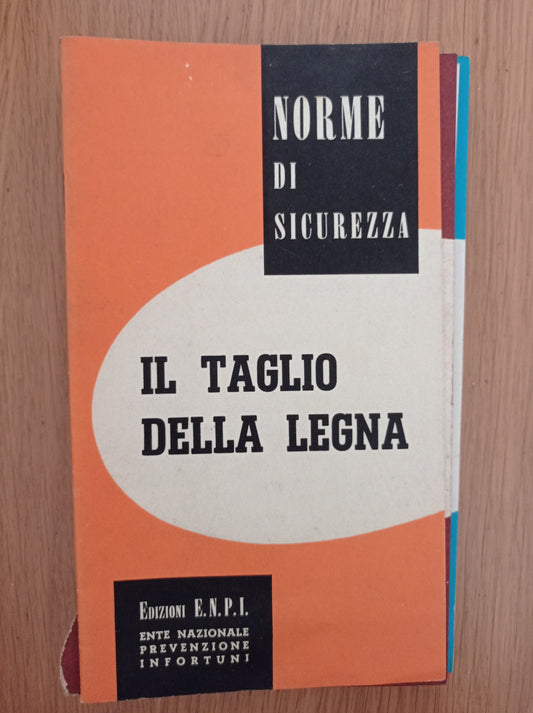 NORME
DI
SICUREZZA
IL TAGLIO
DELLA LEGNA
EDIZIONI E.N.P.I.
ENTE NAZIONALE
PREVENZIONE
INFORTUNI